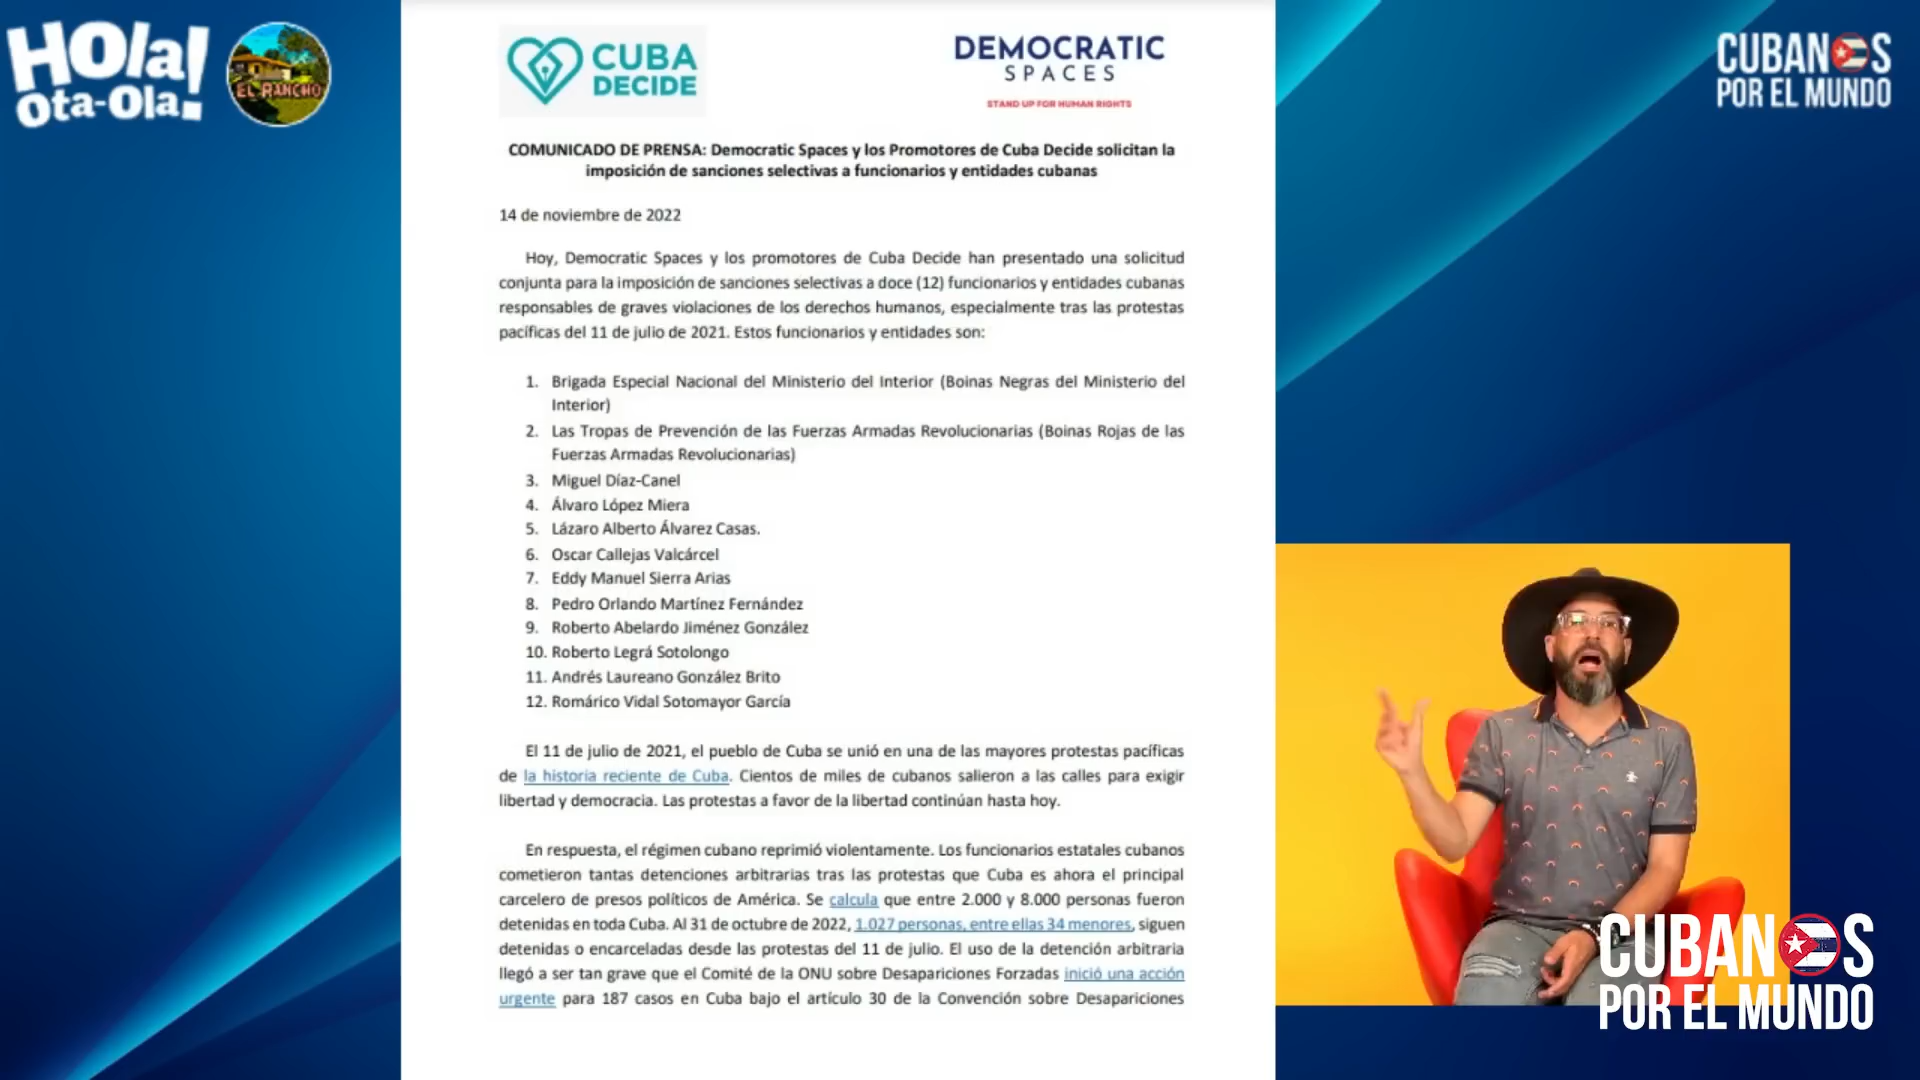 HOla!
Ota-Ola!
EL RANCHO
CUBA
DECIDE
DEMOCRATIC
SPACES
STAND UP FOR HUMAN RIGHTS
CUBANOS
POR EL MUNDO
COMUNICADO DE PRENSA: Democratic Spaces y los Promotores de Cuba Decide solicitan la
imposición de sanciones selectivas a funcionarios y entidades cubanas
14 de noviembre de 2022
Hoy, Democratic Spaces y los promotores de Cuba Decide han presentado una solicitud
conjunta para la imposición de sanciones selectivas a doce (12) funcionarios y entidades cubanas
responsables de graves violaciones de los derechos humanos, especialmente tras las protestas
pacíficas del 11 de julio de 2021. Estos funcionarios y entidades son:
1. Brigada Especial Nacional del Ministerio del Interior (Boinas Negras del Ministerio del
Interior)
2. Las Tropas de Prevención de las Fuerzas Armadas Revolucionarias (Boinas Rojas de las
Fuerzas Armadas Revolucionarias)
3. Miguel Díaz-Canel
4. Álvaro López Miera
5. Lázaro Alberto Álvarez Casas.
6. Oscar Callejas Valcárcel
7. Eddy Manuel Sierra Arias
8. Pedro Orlando Martínez Fernández
9. Roberto Abelardo Jiménez González
10. Roberto Legrá Sotolongo
11. Andrés Laureano González Brito
12. Romárico Vidal Sotomayor García
El 11 de julio de 2021, el pueblo de Cuba se unió en una de las mayores protestas pacíficas
de la historia reciente de Cuba. Cientos de miles de cubanos salieron a las calles para exigir
libertad y democracia. Las protestas a favor de la libertad continúan hasta hoy.
En respuesta, el régimen cubano reprimió violentamente. Los funcionarios estatales cubanos
cometieron tantas detenciones arbitrarias tras las protestas que Cuba es ahora el principal
carcelero de presos políticos de América. Se calcula que entre 2.000 y 8.000 personas fueron
detenidas en toda Cuba. Al 31 de octubre de 2022, 1.027 personas, entre ellas 34 menores, siguen
detenidas o encarceladas desde las protestas del 11 de julio. El uso de la detención arbitraria
llegó a ser tan grave que el Comité de la ONU sobre Desapariciones Forzadas inició una acción
urgente para 187 casos en Cuba bajo el artículo 30 de la Convención sobre Desapariciones
CUBANOS
POR EL MUNDO